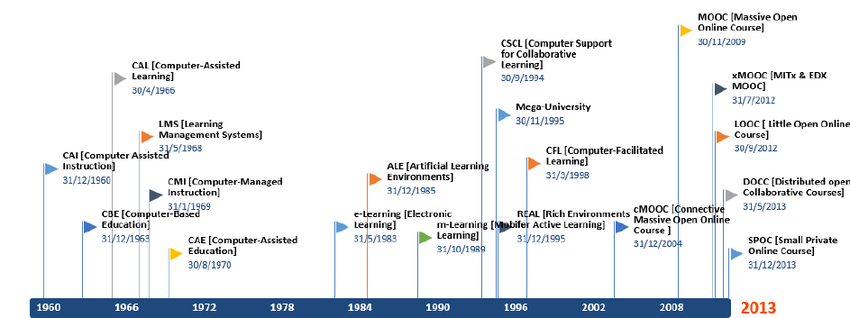 CAL [Computer-Assisted
Learning]
30/4/1966
LMS [Learning
Management Systems]
31/5/1968
CAI [Computer Assisted
Instruction]
31/12/1960
CMI [Computer-Managed
Instruction]
31/1/1969
CBE [Computer-Based
Education]
31/12/1963
CAE [Computer-Assisted
Education]
30/8/1970
CSCL [Computer Support
for Collaborative
Learning]
30/9/1994
Mega-University
30/11/1995
CFL [Computer-Facilitated
Learning]
31/3/1998
ALE [Artificial Learning
Environments]
31/12/1985
e-Learning [Electronic
Learning]
31/5/1983
m-Learning [Mobile
Learning]
31/10/1989
REAL [Rich Environments
for Active Learning]
31/12/1995
cMOOC [Connective
Massive Open Online
Course ]
31/12/2004
MOOC [Massive Open
Online Course]
30/11/2009
xMOOC [MITx & EDX
MOOC]
31/7/2012
LOOC [ Little Open Online
Course]
30/9/2012
DOCC [Distributed open
Collaborative Courses]
31/5/2013
SPOC [Small Private
Online Course]
31/12/2013
1960 1966 1972 1978 1984 1990 1996 2002 2008 2013